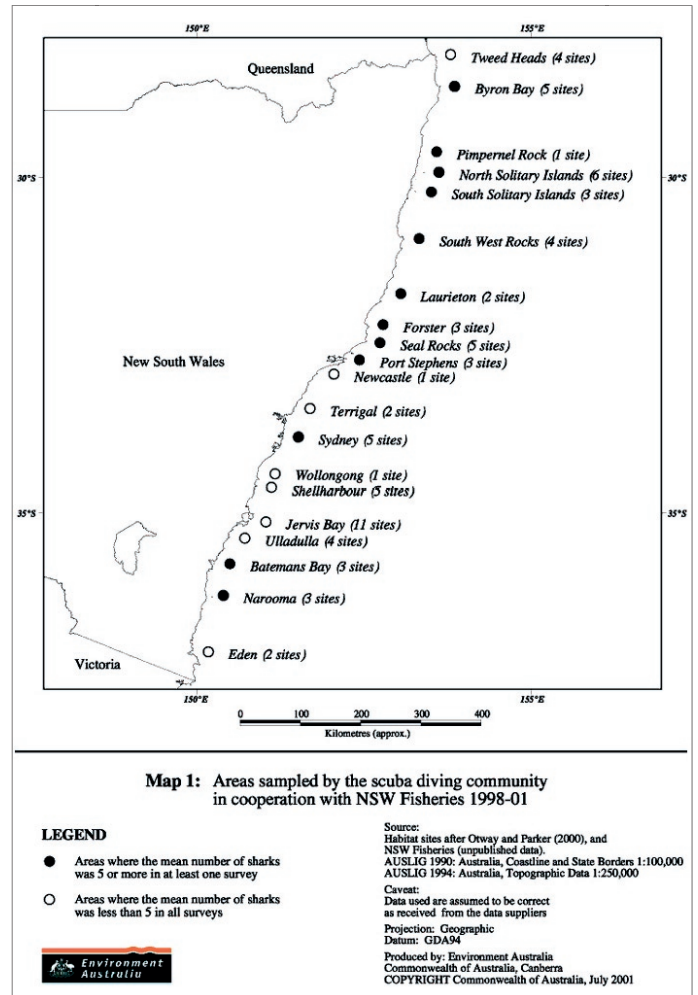 150°E 155°E
Queensland
Tweed Heads (4 sites)
Byron Bay (5 sites)
Pimpernel Rock (1 site)
30°S North Solitary Islands (6 sites) 30°S
South Solitary Islands (3 sites)
South West Rocks (4 sites)
Laurieton (2 sites)
Forster (3 sites)
Seal Rocks (5 sites)
New South Wales
Port Stephens (3 sites)
Newcastle (1 site)
Terrigal (2 sites)
Sydney (5 sites)
Wollongong (1 site)
Shellharbour (5 sites)
35°S 35°S
Jervis Bay (11 sites)
Ulladulla (4 sites)
Batemans Bay (3 sites)
Narooma (3 sites)
Eden (2 sites)
Victoria
150°E 155°E
0 100 200 300 400
Kilometres (approx.)
Map 1: Areas sampled by the scuba diving community
in cooperation with NSW Fisheries 1998-01
LEGEND
Areas where the mean number of sharks
was 5 or more in at least one survey
Areas where the mean number of sharks
was less than 5 in all surveys
Environment
Australia
Source:
Habitat sites after Otway and Parker (2000), and
NSW Fisheries (unpublished data).
AUSLIG 1990: Australia, Coastline and State Borders 1:100,000
AUSLIG 1994: Australia, Topographic Data 1:250,000
Caveat:
Data used are assumed to be correct
as received from the data suppliers
Projection: Geographic
Datum: GDA94
Produced by: Environment Australia
Commonwealth of Australia, Canberra
COPYRIGHT Commonwealth of Australia, July 2001